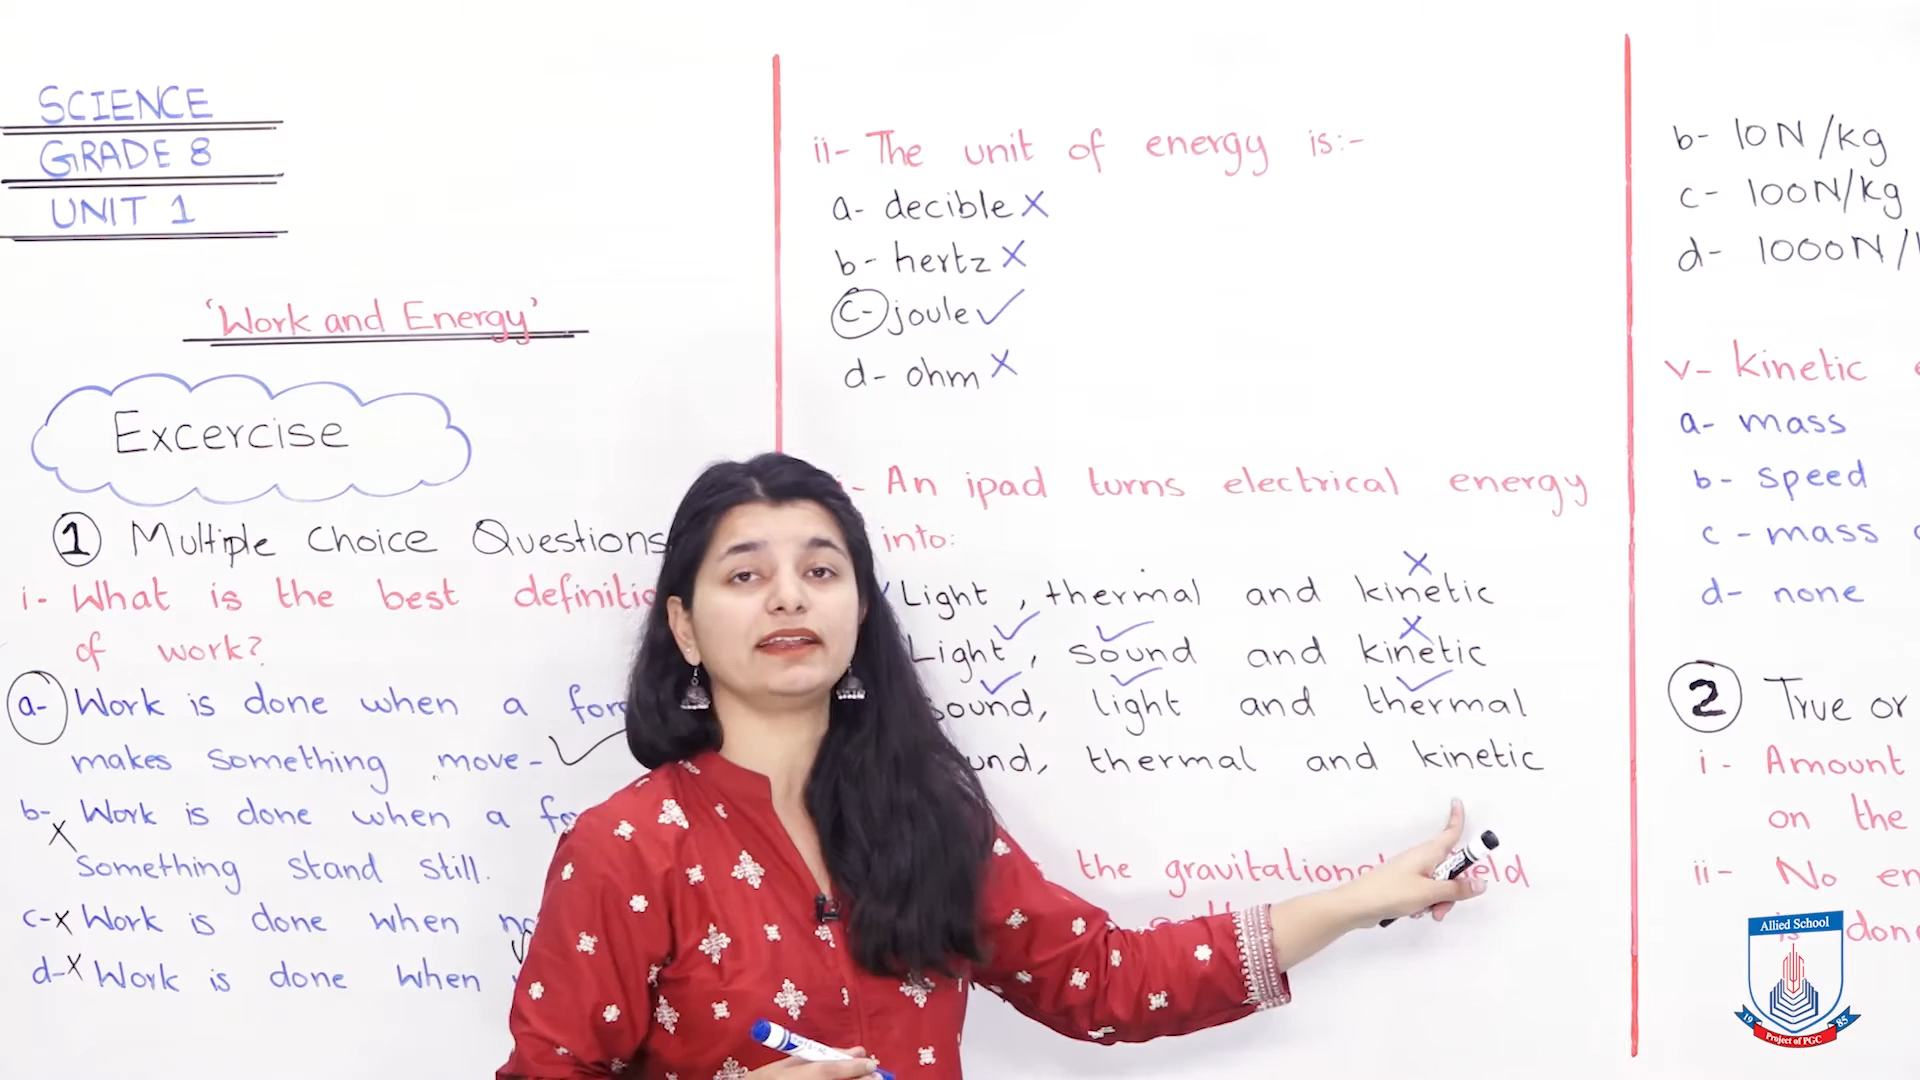 SCIENCE
GRADE 8
UNIT 1
'Work and Energy'
Excercise
1 Multiple Choice Questions
i- What is the best
of work?
a- Work is done when a
makes something move-
b- Work is done when a
something stand still.
c- Work is done when
d- Work is done when
ii- The unit of energy is:-
a- decible
b- hertz
c- joule
d- ohm
An ipad turns electrical energy
into:
Light, thermal and kinetic
Light, sound and kinetic
sound, light and thermal
thermal and kinetic
the
b- 10N/kg
c- 100N/kg
d- 1000N/
v- Kinetic
a- mass
b- speed
c- mass
d- none
2 True or
i- Amount
on the
ii- No
is done
Allied School
19 85
Project of PGC